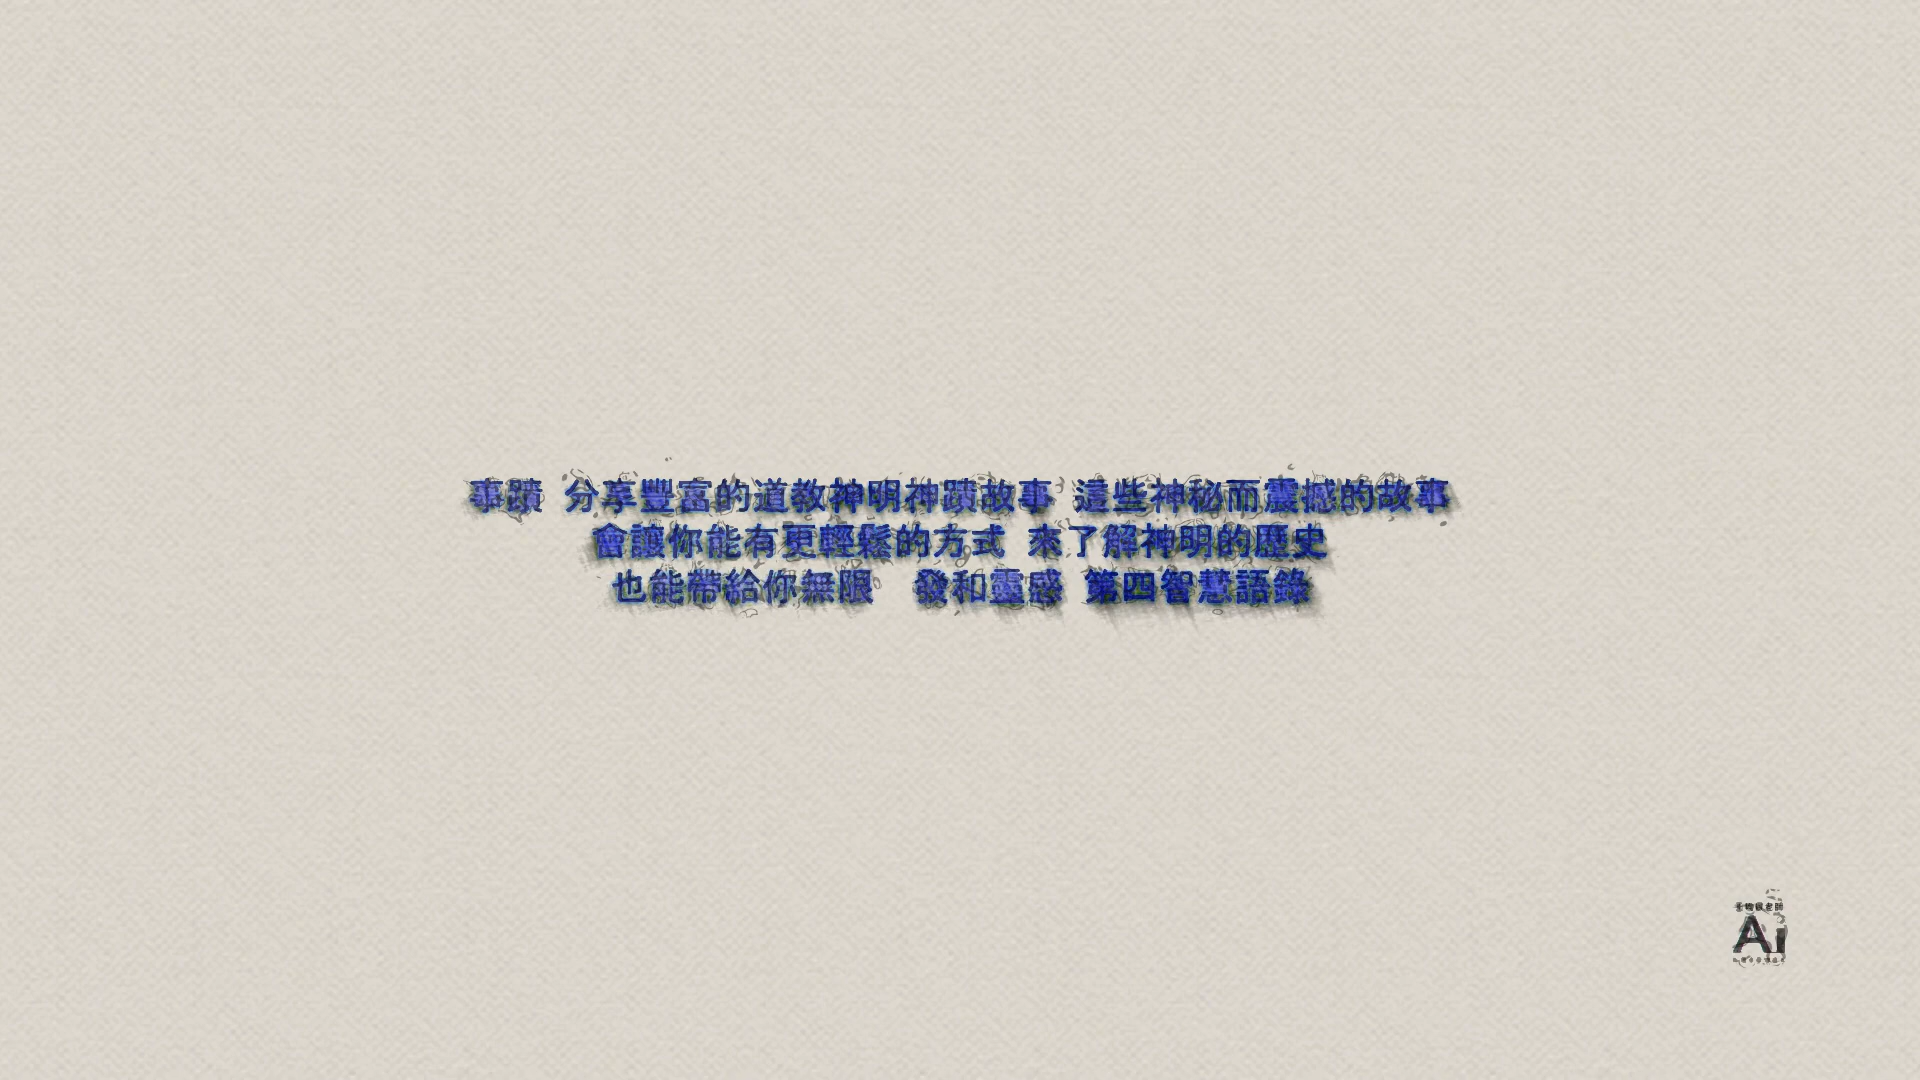 事蹟 分享豐富的道教神明神蹟故事 這些神秘而震撼的故事
會讓你能有更輕鬆的方式 來了解神明的歷史
也能帶給你無限 發和靈感 第四智慧語錄
Ai